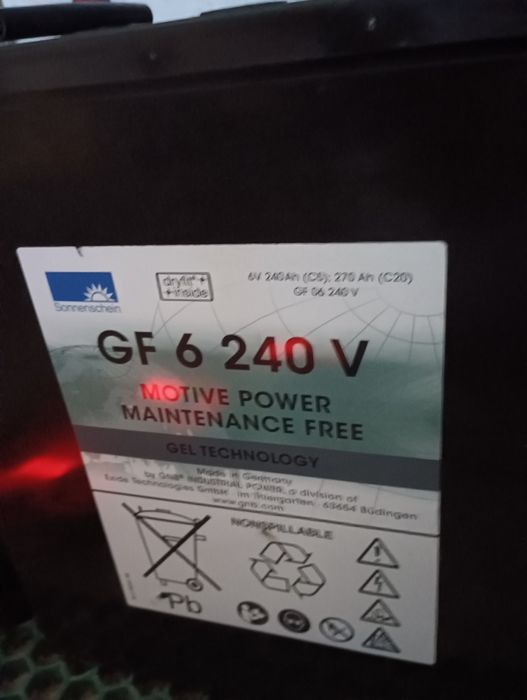 Sonnenschein
dryfit +
+ inside
6V 240Ah (C5); 270 Ah (C20)
GF 06 240 V
GF 6 240 V
MOTIVE POWER
MAINTENANCE FREE
GEL TECHNOLOGY
Made in Germany
by GNB® INDUSTRIAL POWER, a division of
Exide Technologies GmbH, Im Thiergarten, 63654 Büdingen
www.gnb.com
NONSPILLABLE
Pb